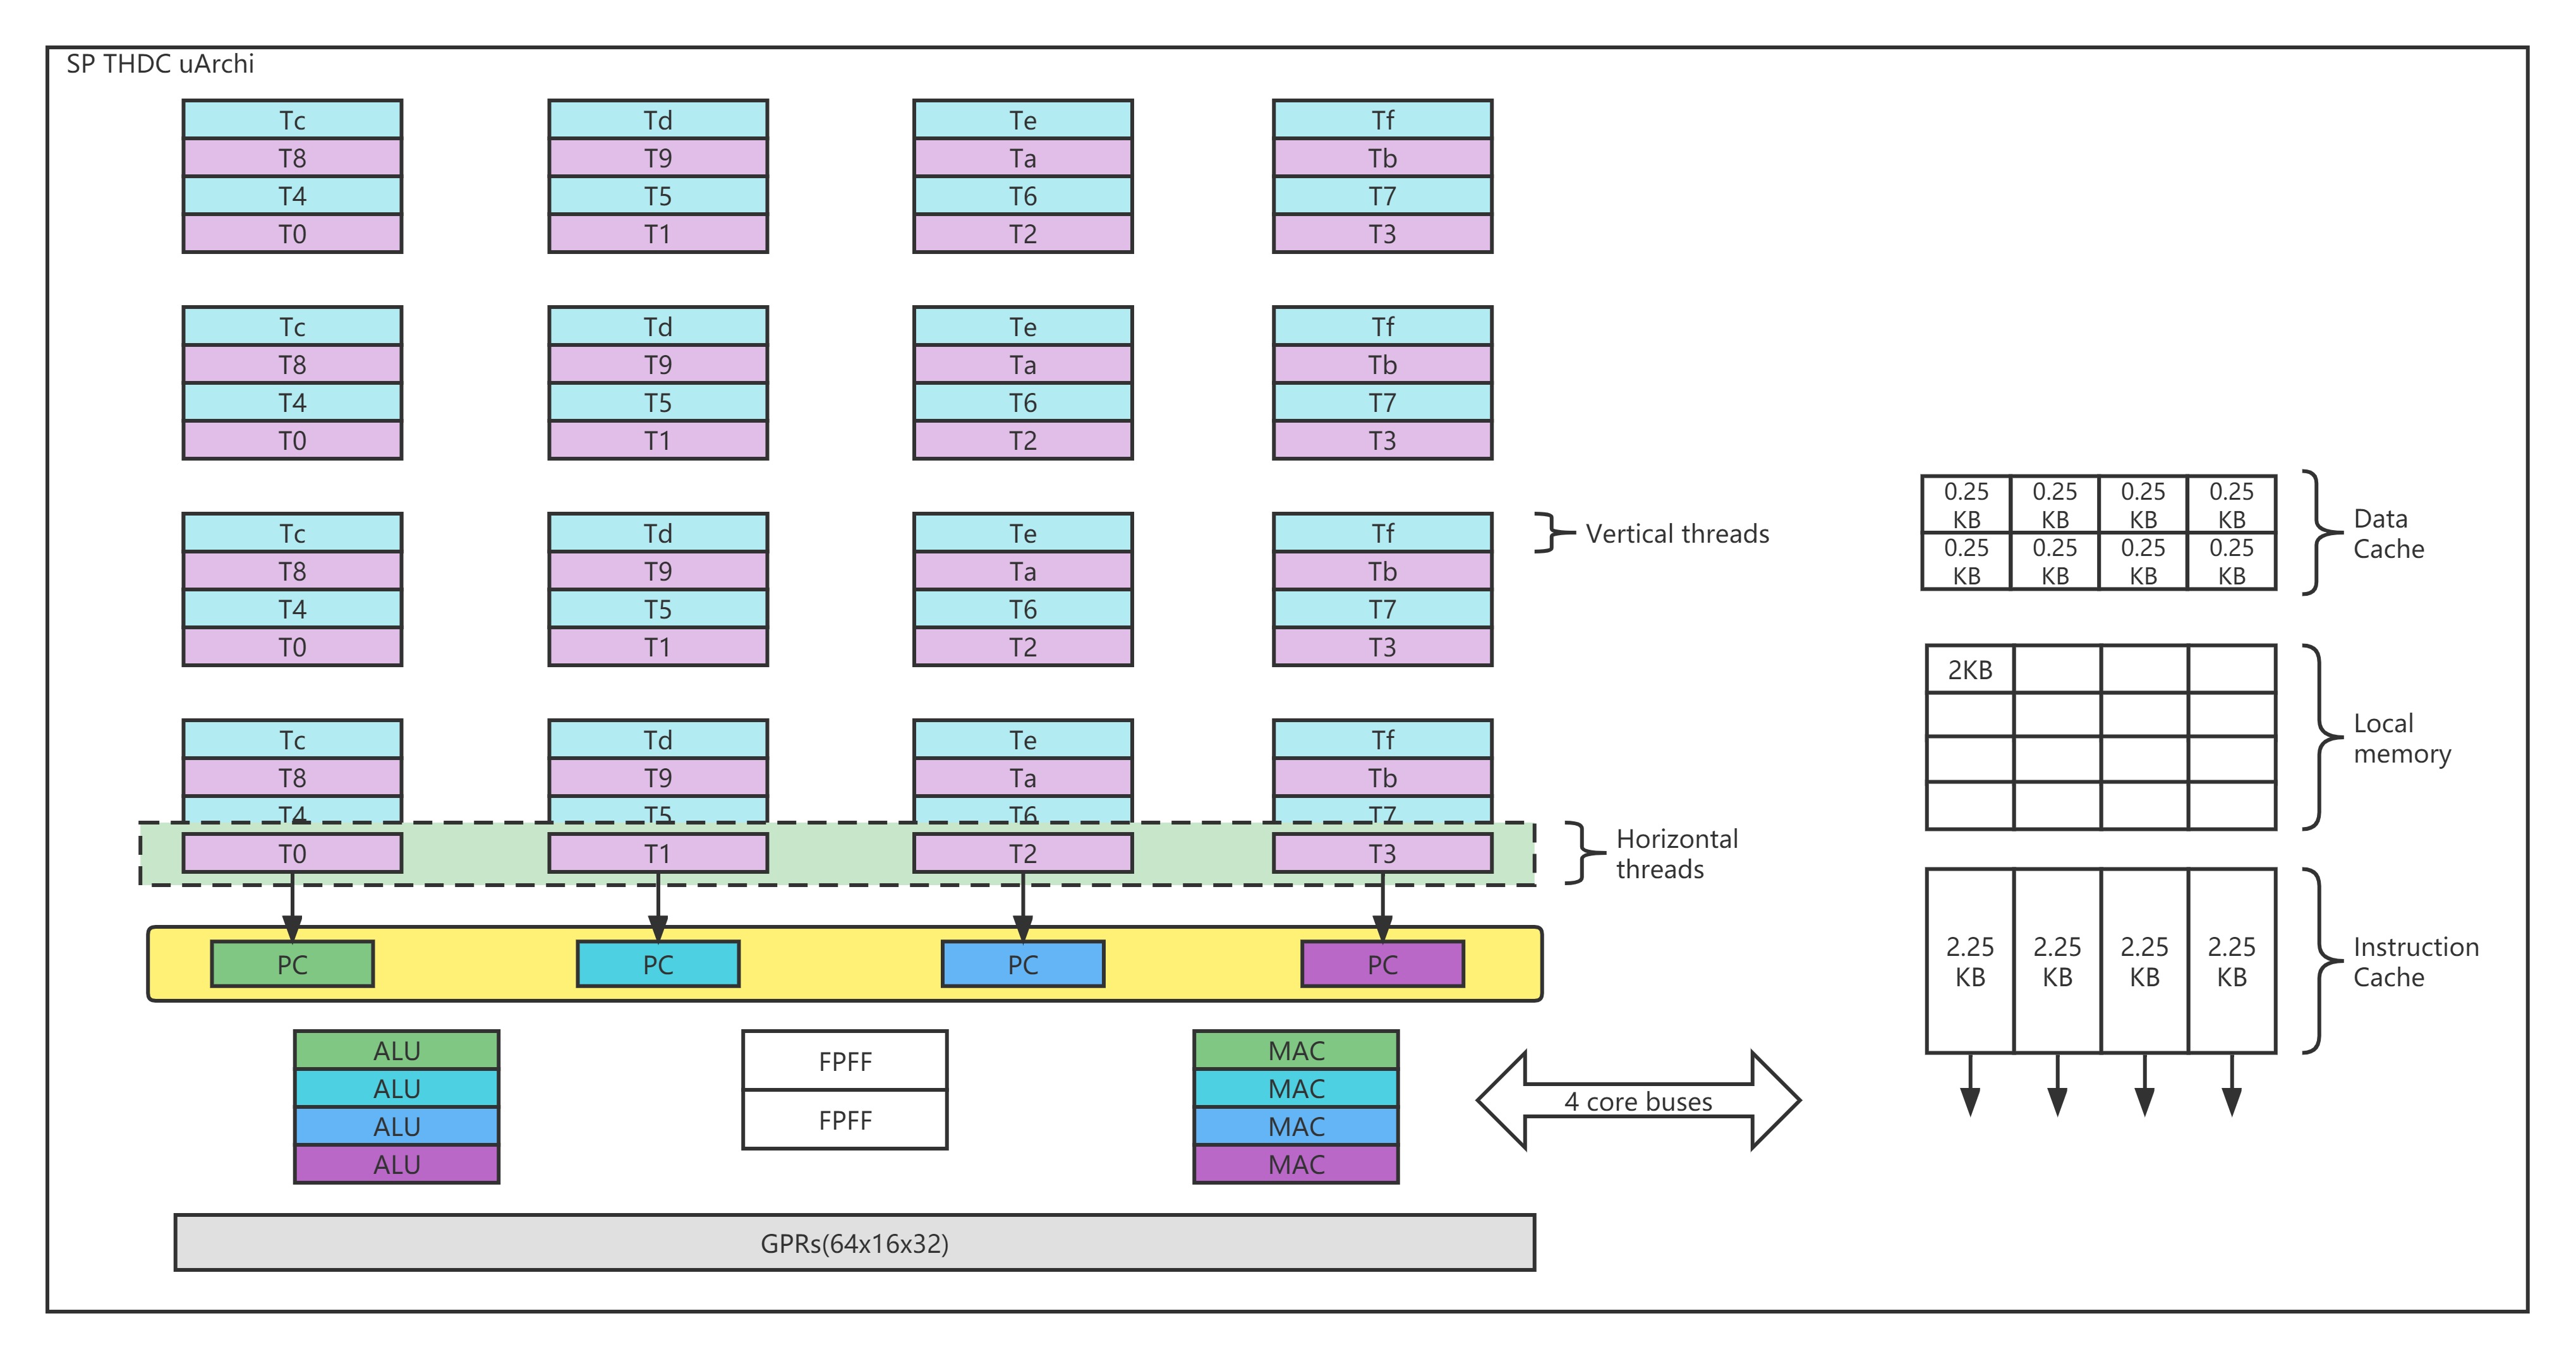 SP THDC uArchi
Tc Td Te Tf
T8 T9 Ta Tb
T4 T5 T6 T7
T0 T1 T2 T3
Tc Td Te Tf
T8 T9 Ta Tb
T4 T5 T6 T7
T0 T1 T2 T3
Tc Td Te Tf
T8 T9 Ta Tb
T4 T5 T6 T7
T0 T1 T2 T3
Vertical threads
Tc Td Te Tf
T8 T9 Ta Tb
T4 T5 T6 T7
T0 T1 T2 T3
Horizontal
threads
PC PC PC PC
ALU
ALU
ALU
ALU
FPFF
FPFF
MAC
MAC
MAC
MAC
4 core buses
GPRs(64x16x32)
0.25 0.25 0.25 0.25
KB KB KB KB
0.25 0.25 0.25 0.25
KB KB KB KB
Data
Cache
2KB
Local
memory
2.25 2.25 2.25 2.25
KB KB KB KB
Instruction
Cache